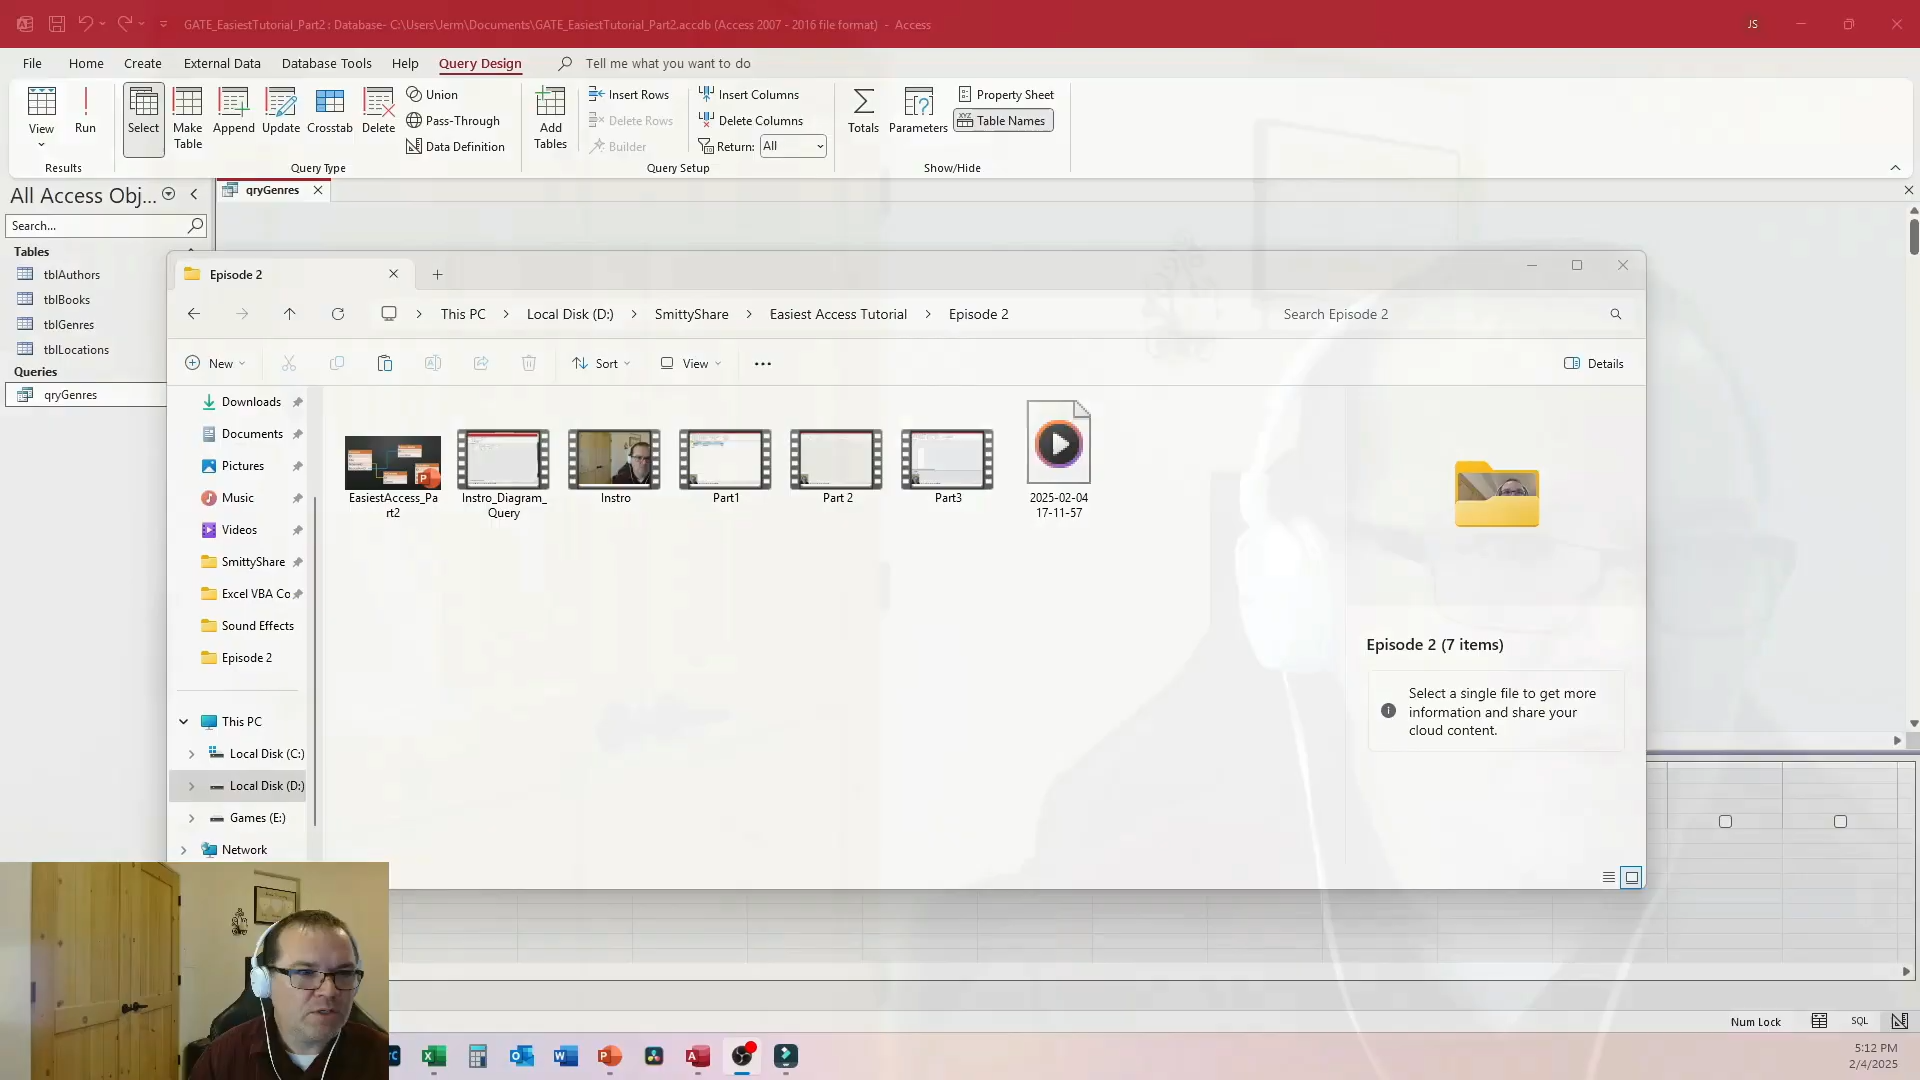 GATE_EasiestTutorial_Part2 : Database- C:\Users\Jerm\Documents\GATE_EasiestTutorial_Part2.accdb (Access 2007 - 2016 file format) - Access
JS
File Home Create External Data Database Tools Help Query Design Tell me what you want to do
View
Run
Select
Make
Table
Append
Update
Crosstab
Delete
Union
Pass-Through
Data Definition
Add
Tables
Insert Rows
Delete Rows
Builder
Insert Columns
Delete Columns
Return: All
Totals
Parameters
Property Sheet
Table Names
Results
Query Type
Query Setup
Show/Hide
All Access Obj...
Search...
Tables
tblAuthors
tblBooks
tblGenres
tblLocations
Queries
qryGenres
qryGenres
Episode 2
This PC > Local Disk (D:) > SmittyShare > Easiest Access Tutorial > Episode 2
Search Episode 2
New
Sort
View
Details
Downloads
Documents
Pictures
Music
Videos
SmittyShare
Excel VBA Co
Sound Effects
Episode 2
This PC
Local Disk (C:)
Local Disk (D:)
Games (E:)
Network
EasiestAccess_Pa
rt2
Instro_Diagram_
Query
Instro
Part1
Part 2
Part3
2025-02-04
17-11-57
Episode 2 (7 items)
Select a single file to get more
information and share your
cloud content.
Num Lock
SQL
5:12 PM
2/4/2025